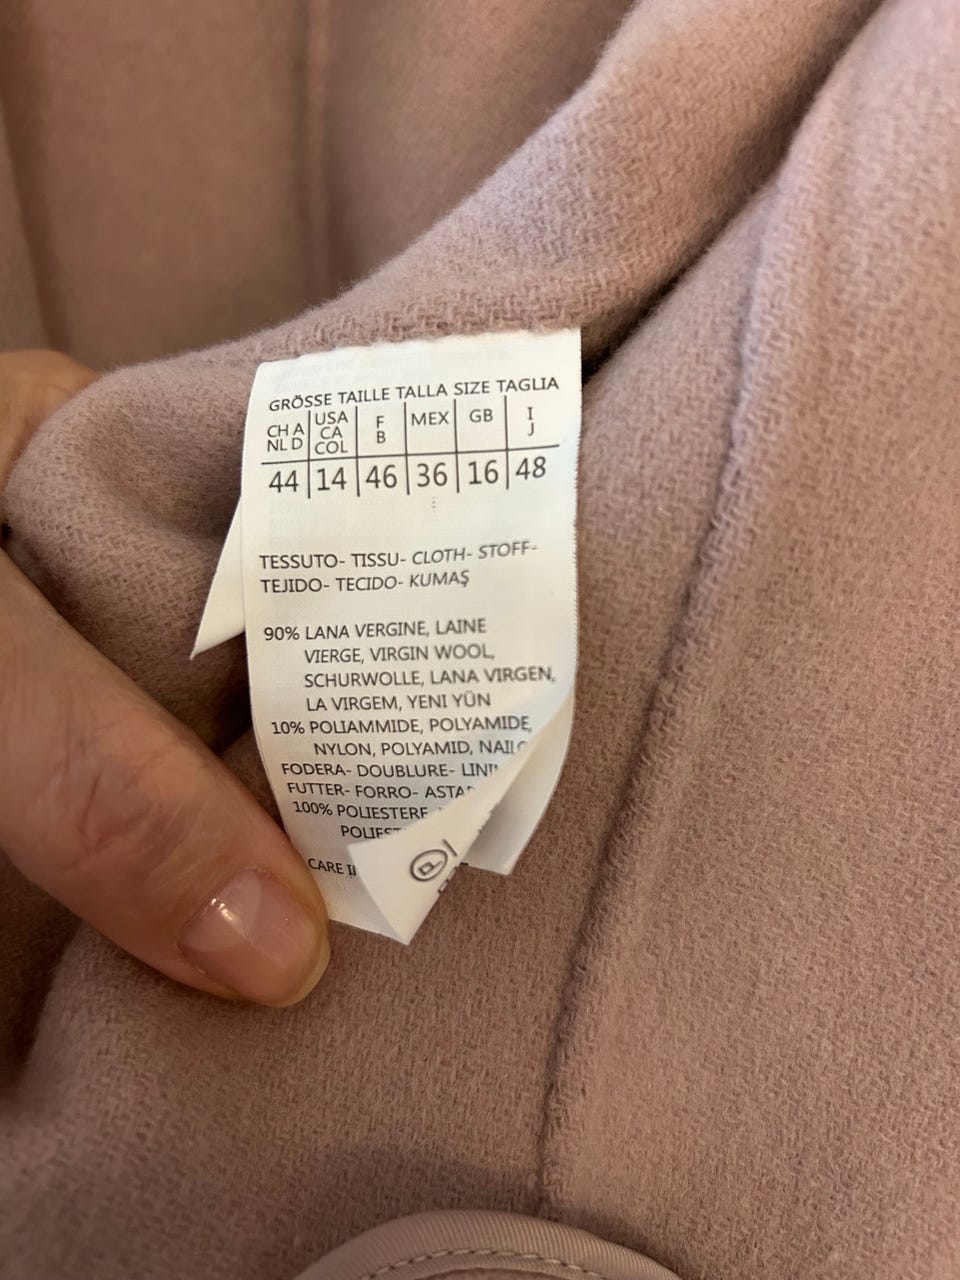 GRÖSSE TAILLE TALLA SIZE TAGLIA
CH A NL D USA CA COL F B MEX GB I J
44 14 46 36 16 48
TESSUTO- TISSU- CLOTH- STOFF-
TEJIDO- TECIDO- KUMAŞ
90% LANA VERGINE, LAINE
VIERGE, VIRGIN WOOL,
SCHURWOLLE, LANA VIRGEN,
LA VIRGEM, YENI YÜN
10% POLIAMMIDE, POLYAMIDE,
NYLON, POLYAMID,
FODERA- DOUBLURE-
FUTTER- FORRO-
100% POLIESTERE
CARE
P